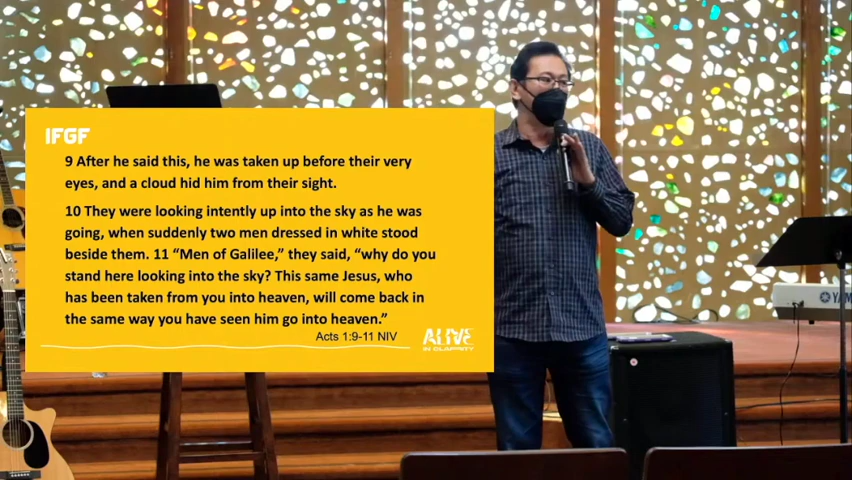 IFGF
9 After he said this, he was taken up before their very
eyes, and a cloud hid him from their sight.
10 They were looking intently up into the sky as he was
going, when suddenly two men dressed in white stood
beside them. 11 “Men of Galilee,” they said, “why do you
stand here looking into the sky? This same Jesus, who
has been taken from you into heaven, will come back in
the same way you have seen him go into heaven.”
Acts 1:9-11 NIV
ALIVE